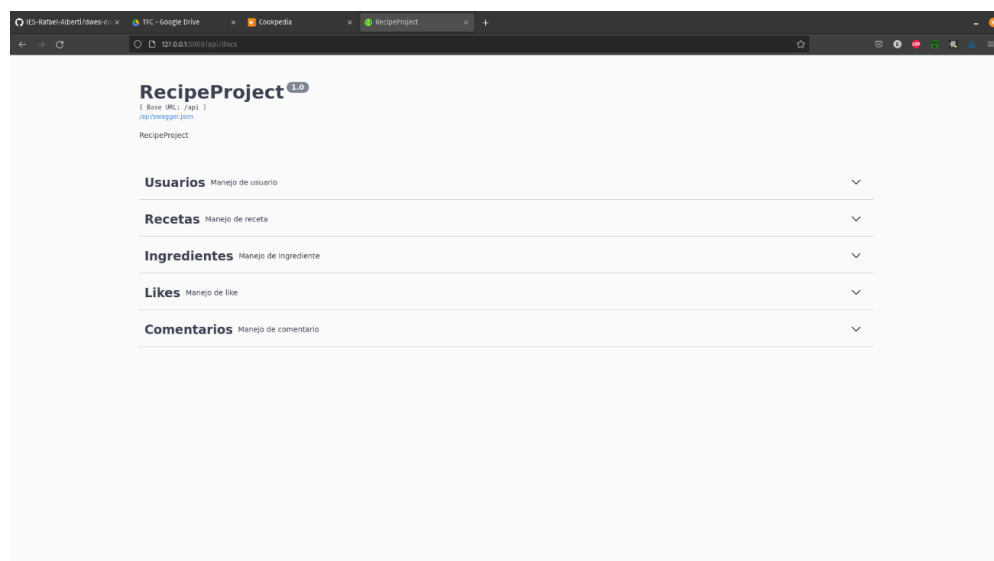 IES-Rafael-Alberti/dwes-do
TFC - Google Drive
Cookpedia
RecipeProject
127.0.0.1:5000/api/docs
RecipeProject 1.0
[ Base URL: /api ]
/api/swagger.json
RecipeProject
Usuarios Manejo de usuario
Recetas Manejo de receta
Ingredientes Manejo de ingrediente
Likes Manejo de like
Comentarios Manejo de comentario